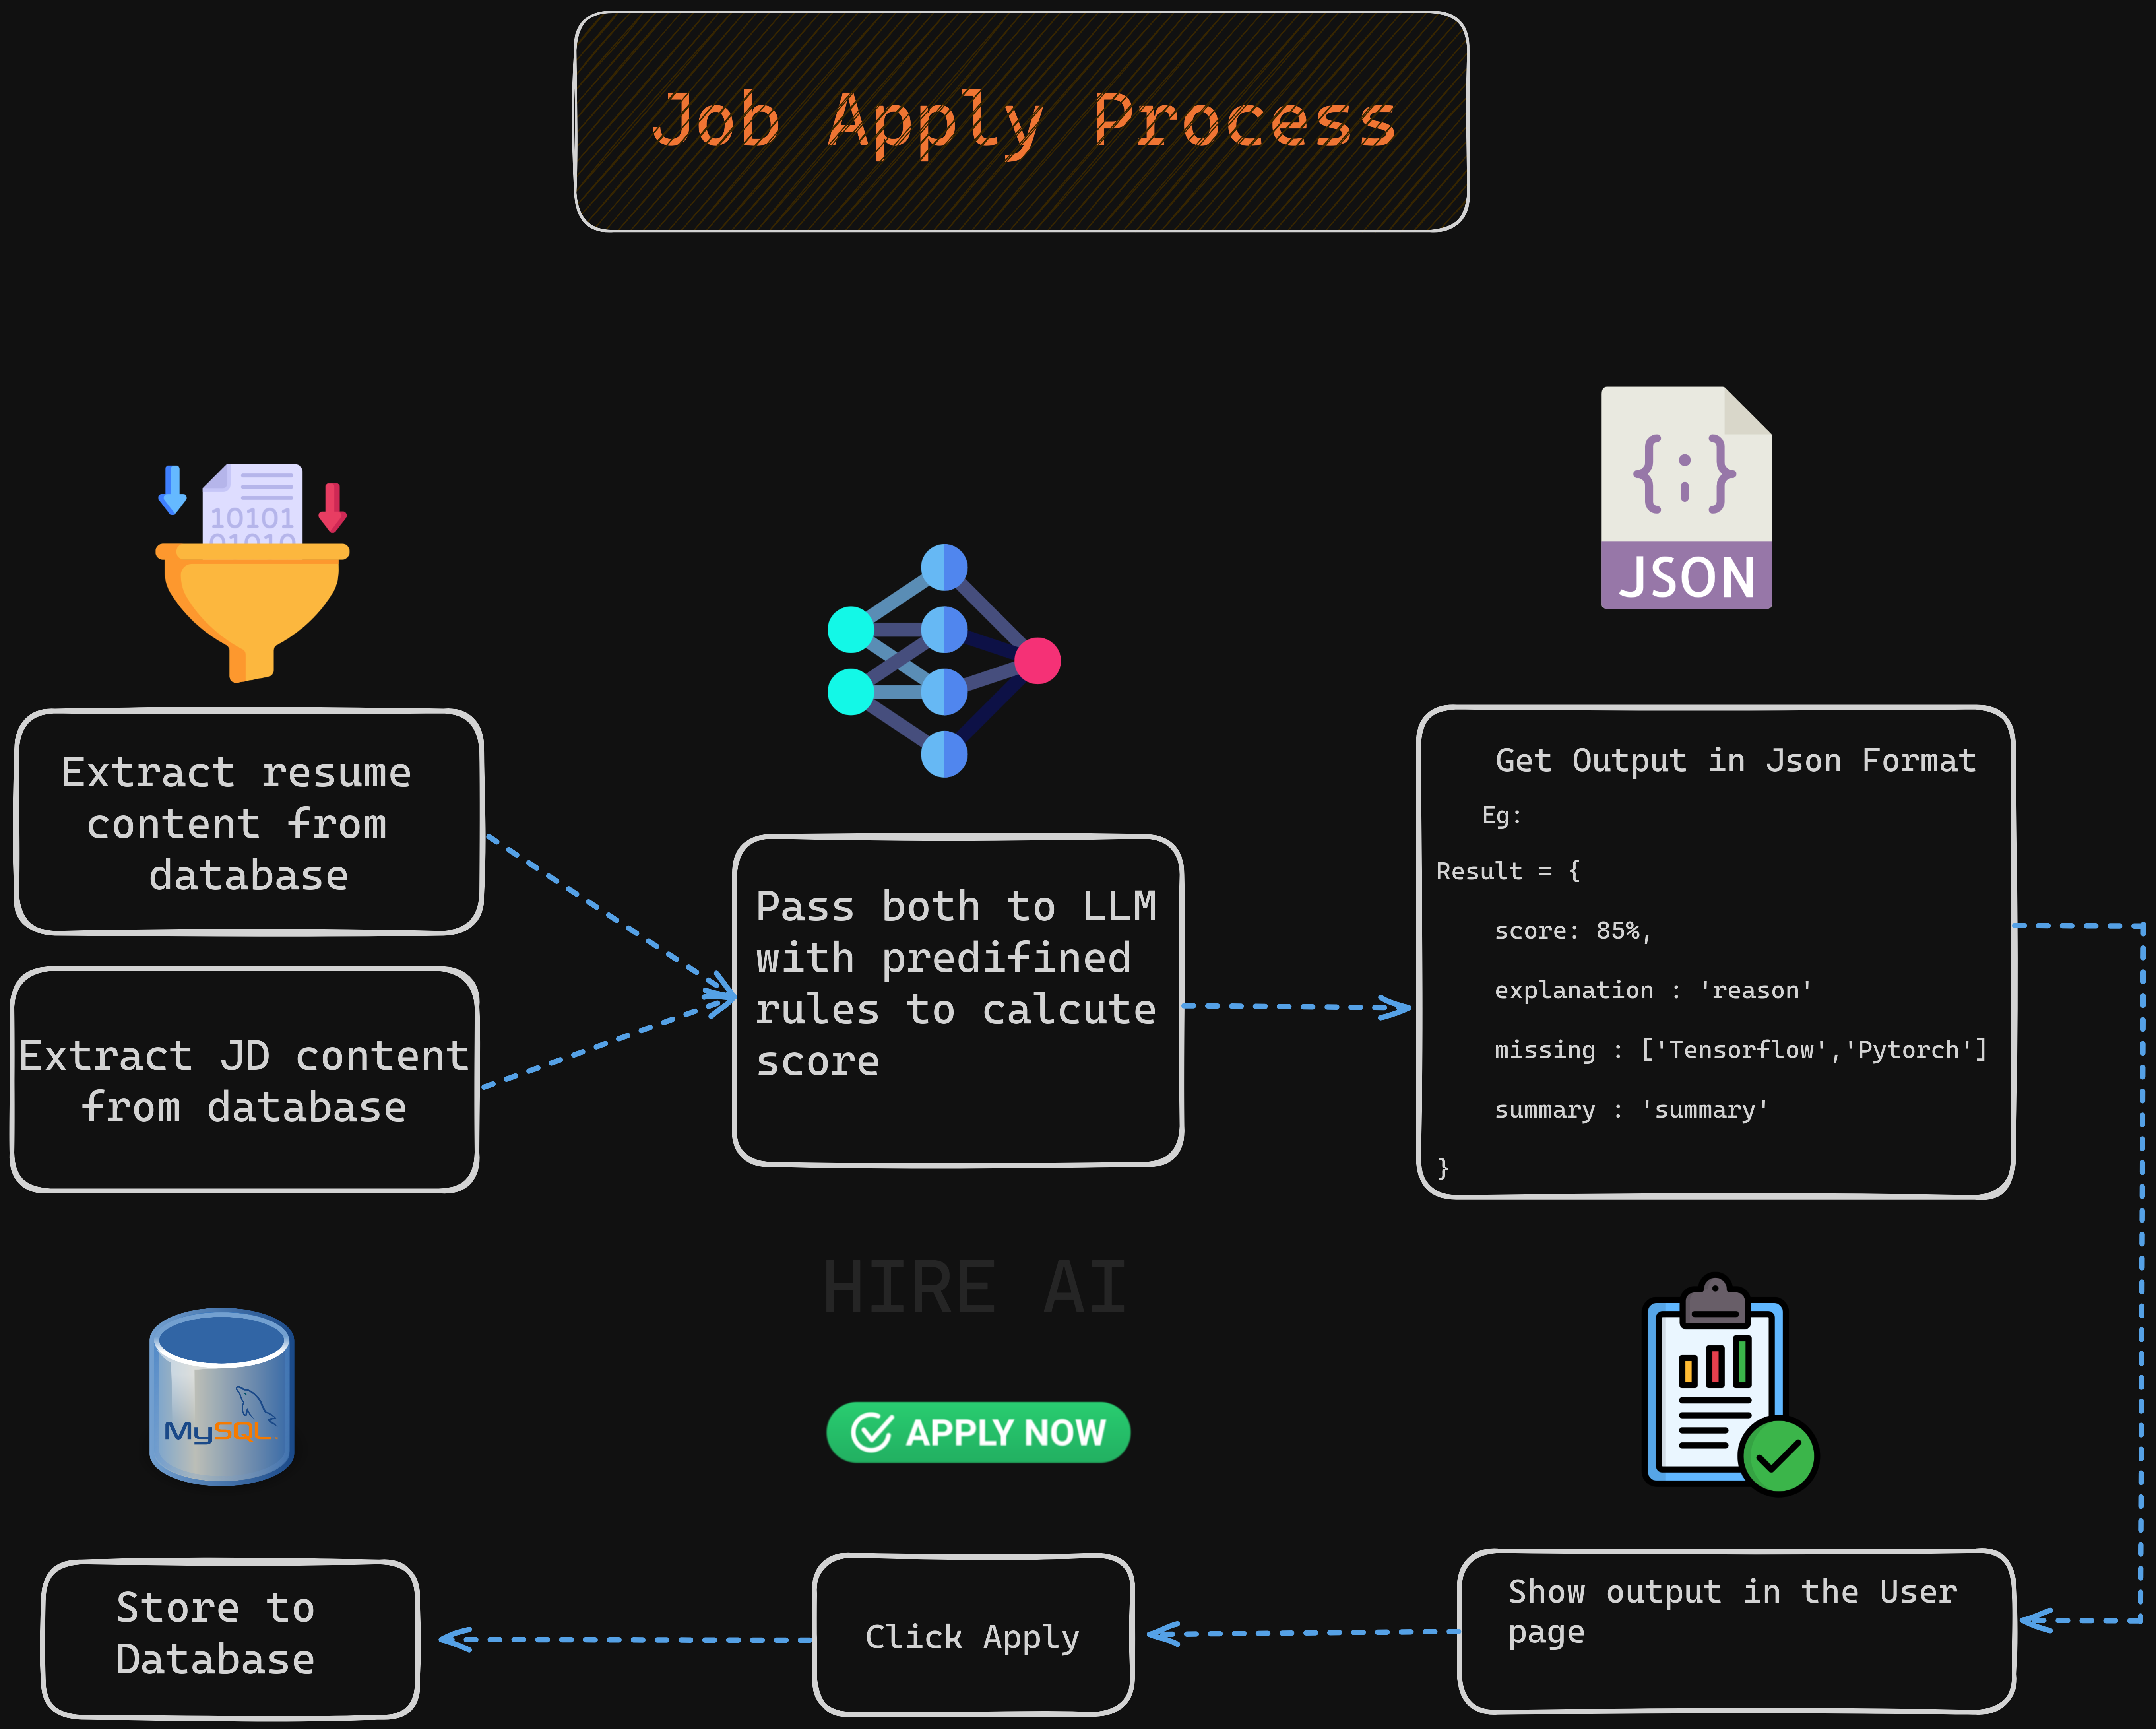 Job Apply Process
10101
01010
{;}
JSON
Extract resume
content from
database
Extract JD content
from database
Pass both to LLM
with predifined
rules to calcute
score
Get Output in Json Format
Eg:
Result = {
score: 85%,
explanation : 'reason'
missing : ['Tensorflow','Pytorch']
summary : 'summary'
}
HIRE AI
MySQL
APPLY NOW
Store to
Database
Click Apply
Show output in the User
page